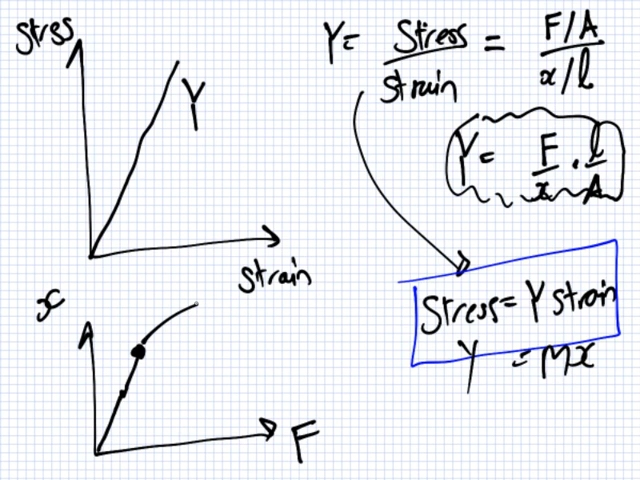 Stress
Y
Strain
x
F
Y = Stress / Strain = F/A / x/l
Y = F/x . l/A
Stress = Y strain
Y = Mx